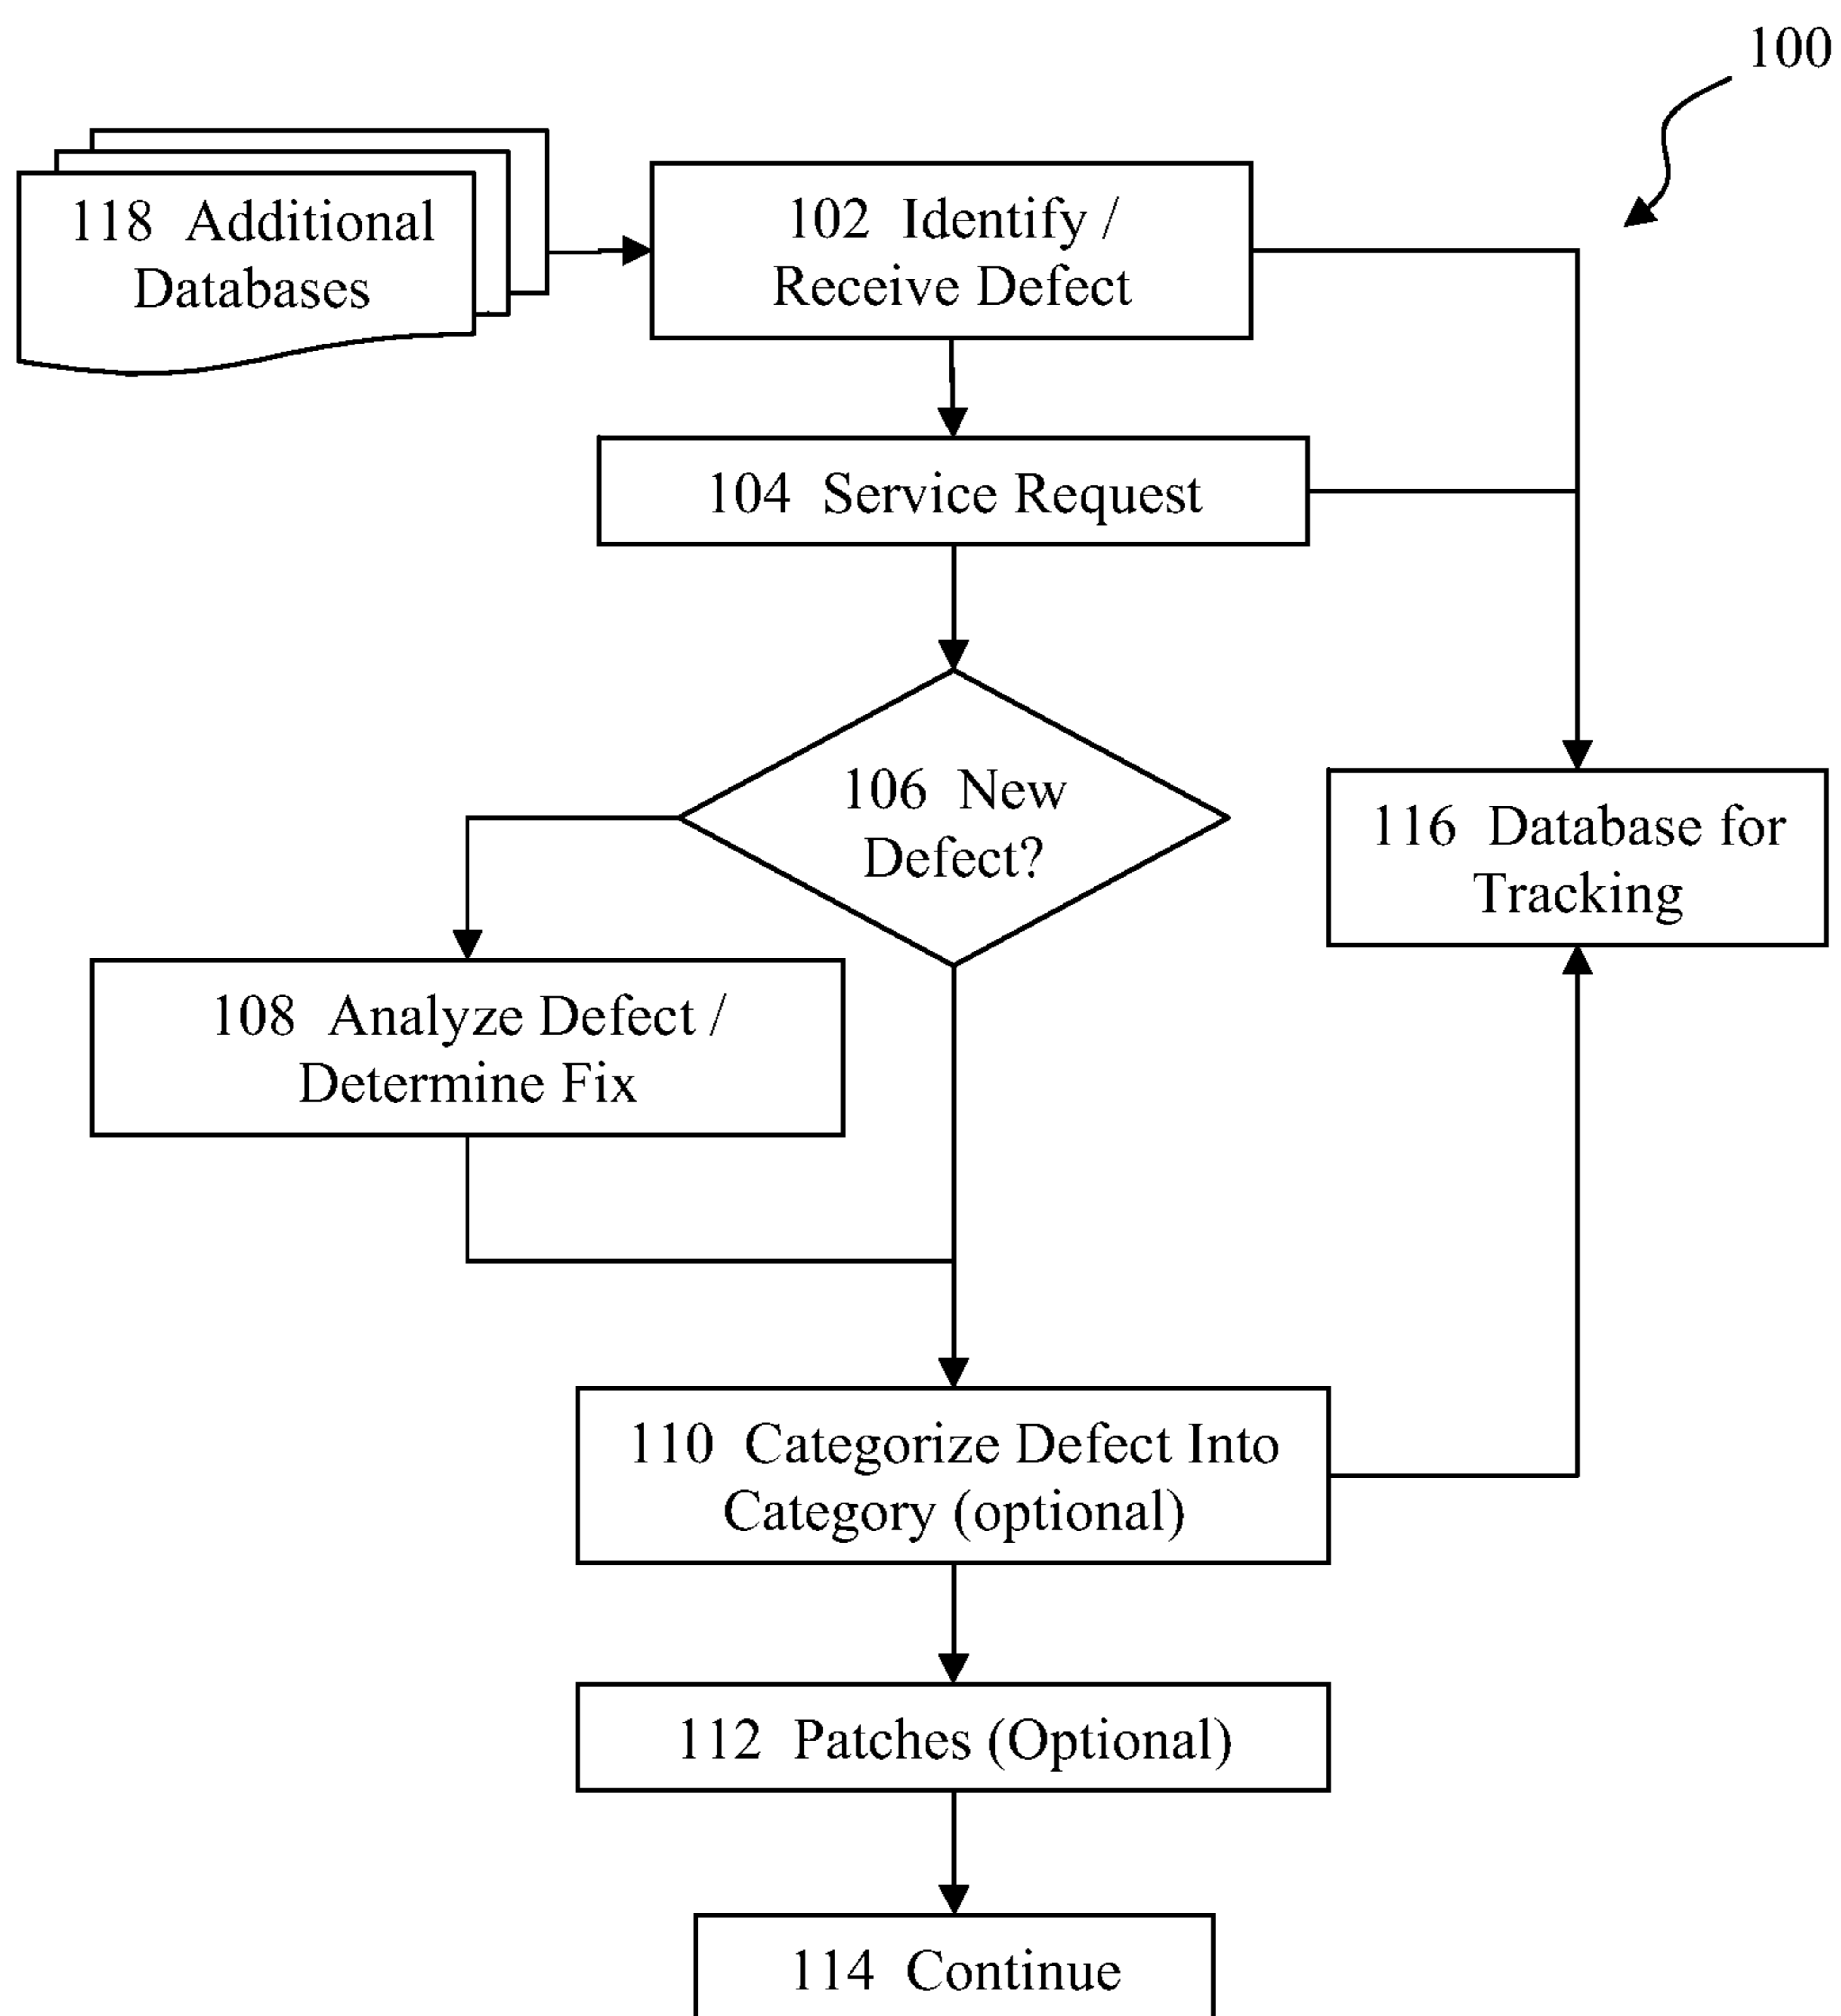 100
118 Additional
Databases
102 Identify /
Receive Defect
104 Service Request
106 New
Defect?
116 Database for
Tracking
108 Analyze Defect /
Determine Fix
110 Categorize Defect Into
Category (optional)
112 Patches (Optional)
114 Continue